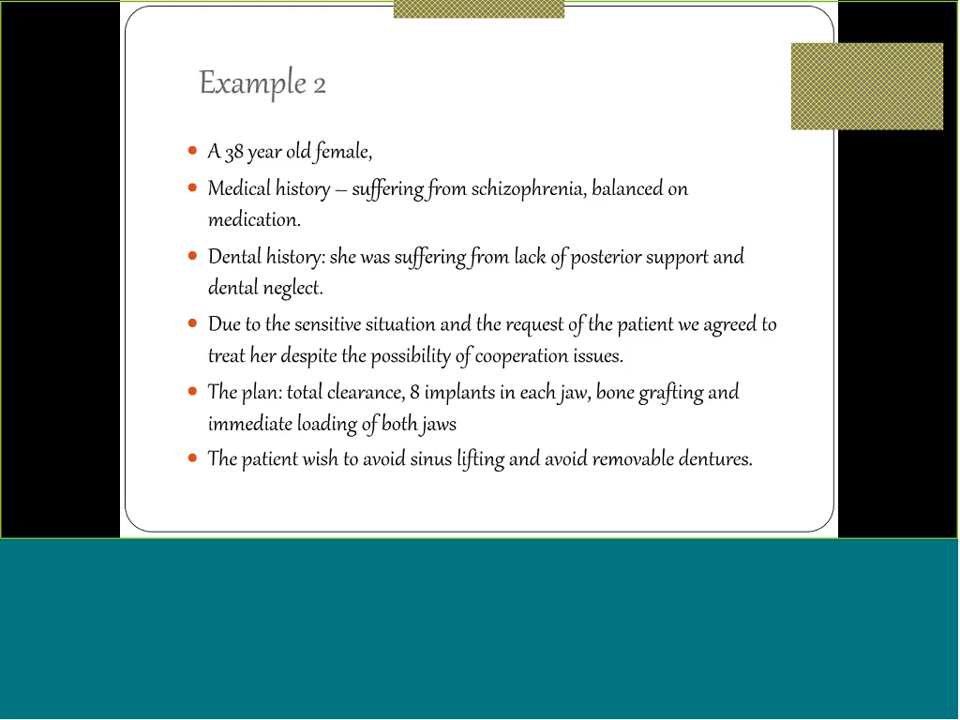 Example 2
A 38 year old female,
Medical history – suffering from schizophrenia, balanced on
medication.
Dental history: she was suffering from lack of posterior support and
dental neglect.
Due to the sensitive situation and the request of the patient we agreed to
treat her despite the possibility of cooperation issues.
The plan: total clearance, 8 implants in each jaw, bone grafting and
immediate loading of both jaws
The patient wish to avoid sinus lifting and avoid removable dentures.